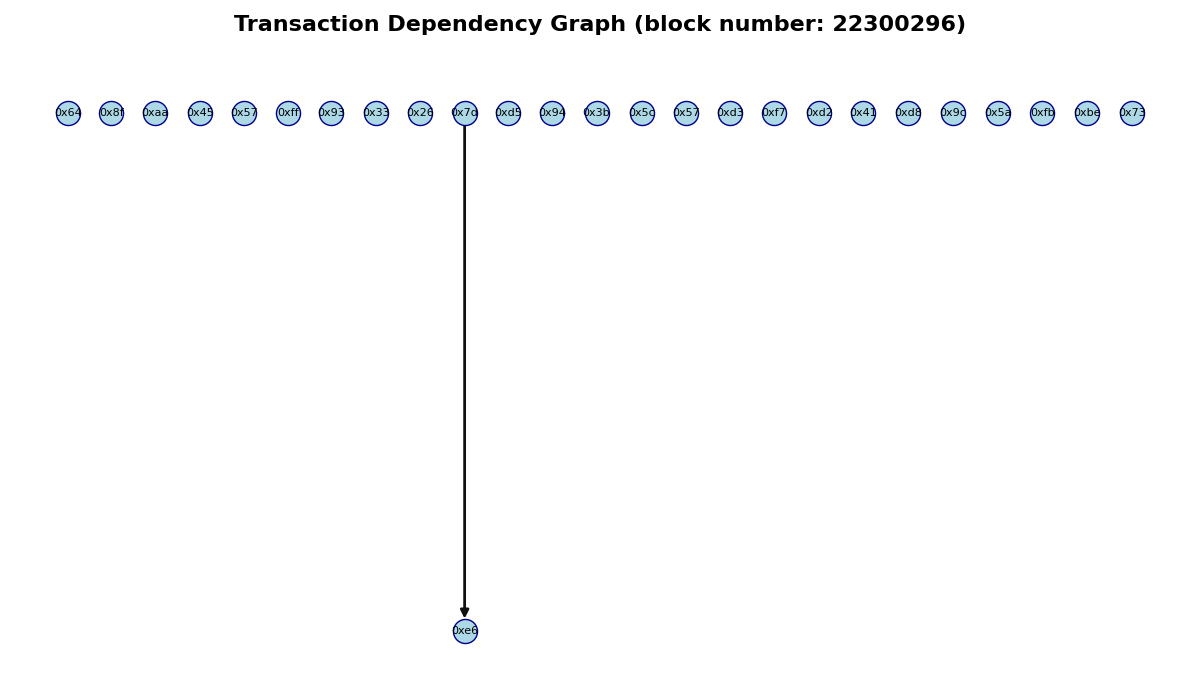 Transaction Dependency Graph (block number: 22300296)
0x64 0x8f 0xaa 0x45 0x57 0xff 0x93 0x33 0x26 0x7d 0xd5 0x94 0x3b 0x5c 0x57 0xd3 0xf7 0xd2 0x41 0xd8 0x9c 0x5a 0xfb 0xbe 0x73
0xe6